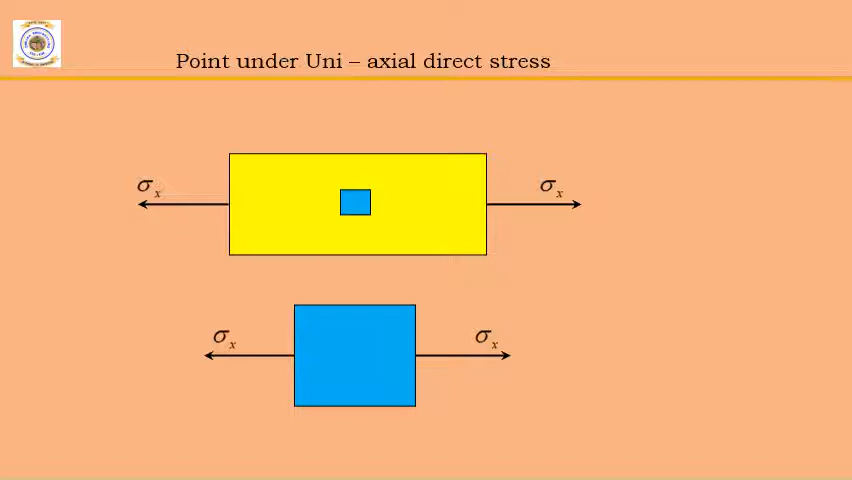 Point under Uni – axial direct stress
σₓ σₓ
σₓ σₓ